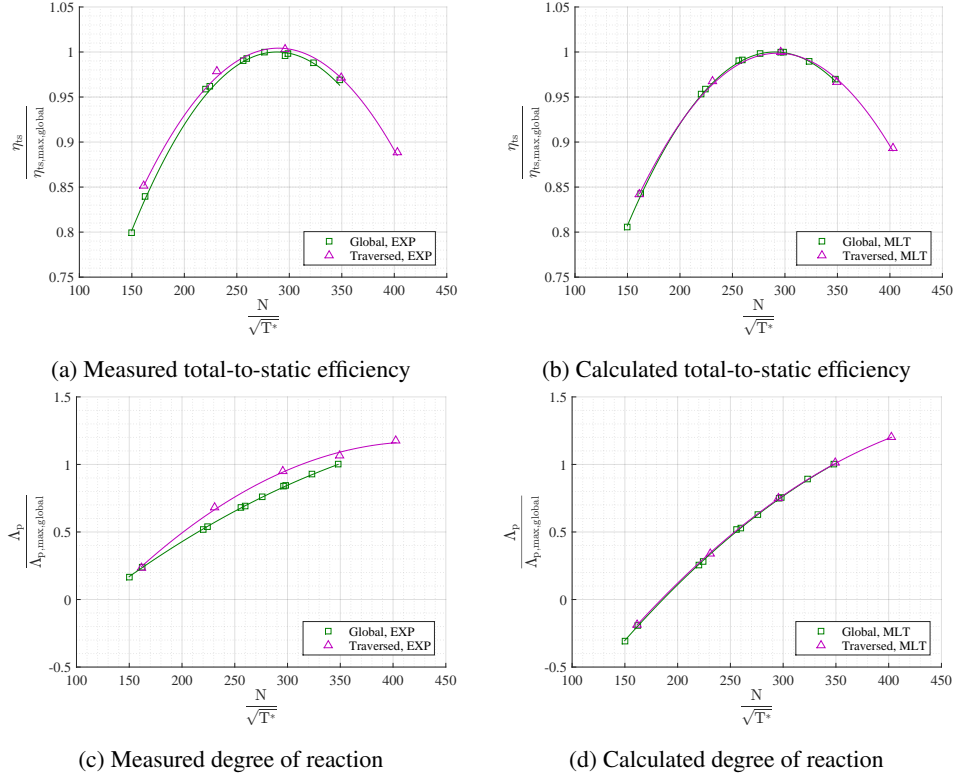 1.05
1
0.95
0.9
0.85
0.8
0.75
η_ts
η_ts,max,global
100 150 200 250 300 350 400 450
N
√T*
Global, EXP
Traversed, EXP
(a) Measured total-to-static efficiency
1.05
1
0.95
0.9
0.85
0.8
0.75
η_ts
η_ts,max,global
100 150 200 250 300 350 400 450
N
√T*
Global, MLT
Traversed, MLT
(b) Calculated total-to-static efficiency
1.5
1
0.5
0
-0.5
Λ_p
Λ_p,max,global
100 150 200 250 300 350 400 450
N
√T*
Global, EXP
Traversed, EXP
(c) Measured degree of reaction
1.5
1
0.5
0
-0.5
Λ_p
Λ_p,max,global
100 150 200 250 300 350 400 450
N
√T*
Global, MLT
Traversed, MLT
(d) Calculated degree of reaction